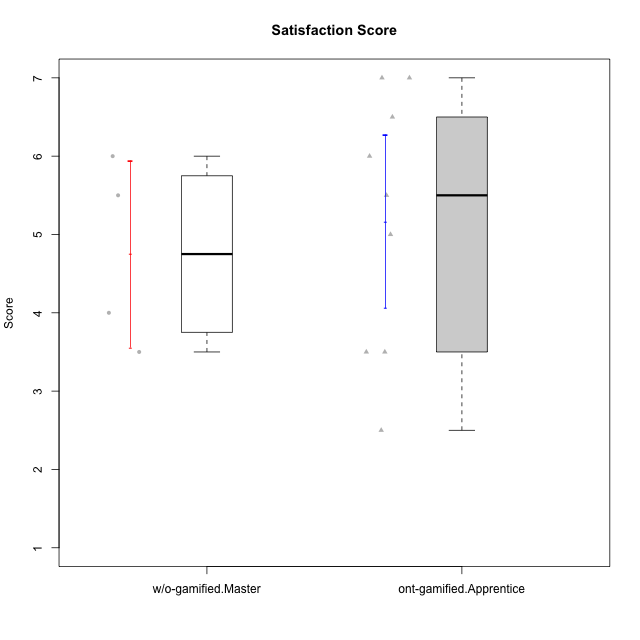 Satisfaction Score
Score
7
6
5
4
3
2
1
w/o-gamified.Master
ont-gamified.Apprentice